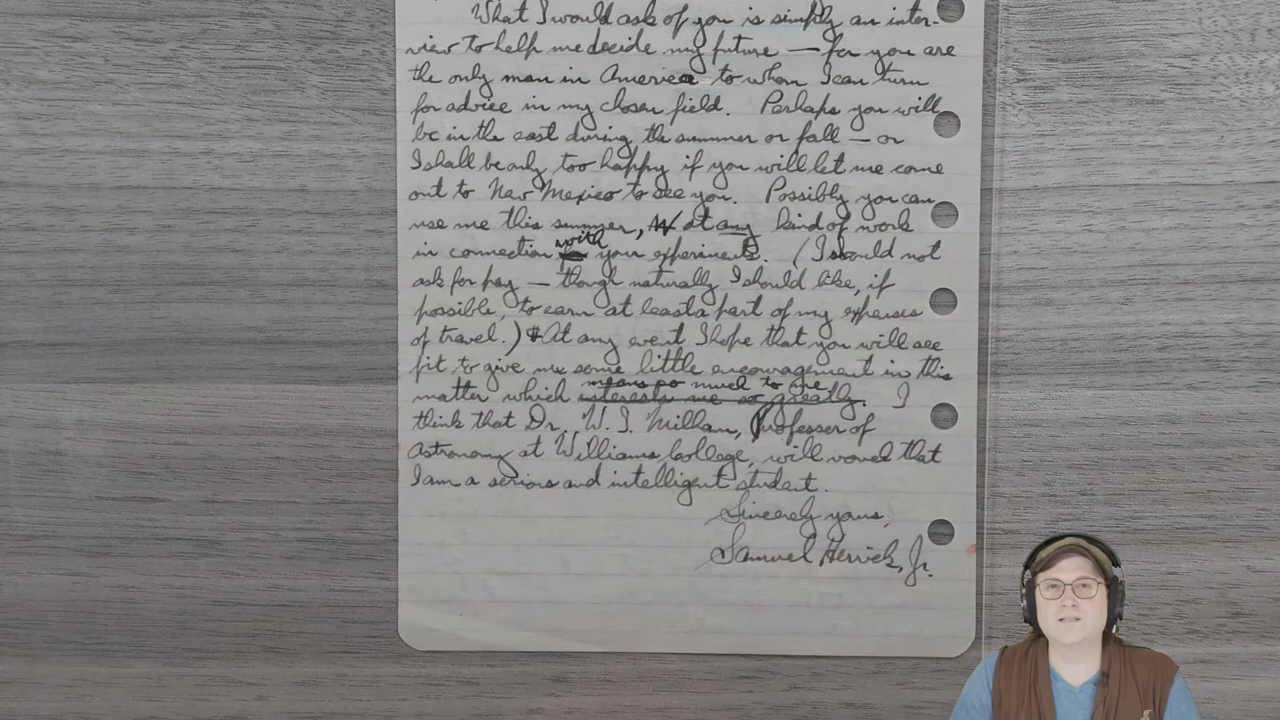 What I would ask of you is simply an inter-
view to help me decide my future — for you are
the only man in America to whom I can turn
for advice in my chosen field. Perhaps you will
be in the east during the summer or fall — or
I shall be only too happy if you will let me come
out to New Mexico to see you. Possibly you can
use me this summer, at any kind of work
in connection with your experiments. (I should not
ask for pay — though naturally I should like, if
possible, to earn at least a part of my expenses
of travel.) At any event I hope that you will see
fit to give me some little encouragement in this
means so much to me.
matter which interests me so greatly. I
think that Dr. W. I. Milham, Professor of
Astronomy at Williams College, will vouch that
I am a serious and intelligent student.
Sincerely yours,
Samuel Herrick, Jr.